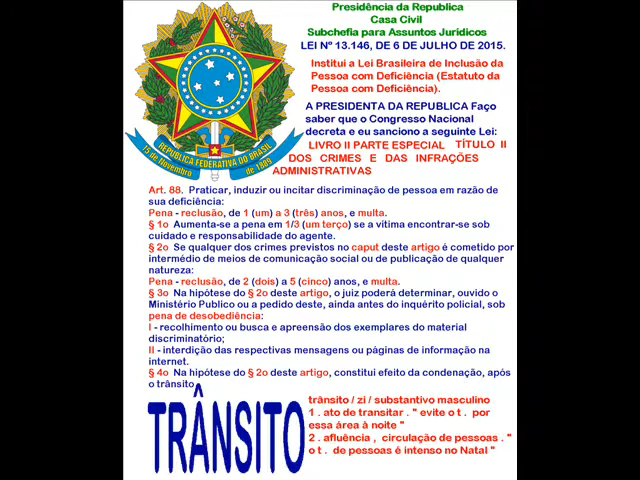 Presidência da Republica
Casa Civil
Subchefia para Assuntos Jurídicos
LEI Nº 13.146, DE 6 DE JULHO DE 2015.
Institui a Lei Brasileira de Inclusão da
Pessoa com Deficiência (Estatuto da
Pessoa com Deficiência).
A PRESIDENTA DA REPUBLICA Faço
saber que o Congresso Nacional
decreta e eu sanciono a seguinte Lei:
LIVRO II PARTE ESPECIAL TÍTULO II
DOS CRIMES E DAS INFRAÇÕES
ADMINISTRATIVAS
REPUBLICA FEDERATIVA DO BRASIL
15 de Novembro
de 1889
Art. 88. Praticar, induzir ou incitar discriminação de pessoa em razão de
sua deficiência:
Pena - reclusão, de 1 (um) a 3 (três) anos, e multa.
§ 1o Aumenta-se a pena em 1/3 (um terço) se a vitima encontrar-se sob
cuidado e responsabilidade do agente.
§ 2o Se qualquer dos crimes previstos no caput deste artigo é cometido por
intermédio de meios de comunicação social ou de publicação de qualquer
natureza:
Pena - reclusão, de 2 (dois) a 5 (cinco) anos, e multa.
§ 3o Na hipótese do § 2o deste artigo, o juiz poderá determinar, ouvido o
Ministério Publico ou a pedido deste, ainda antes do inquérito policial, sob
pena de desobediência:
I - recolhimento ou busca e apreensão dos exemplares do material
discriminatório;
II - interdição das respectivas mensagens ou páginas de informação na
internet.
§ 4o Na hipótese do § 2o deste artigo, constitui efeito da condenação, após
o trânsito
TRÂNSITO
trânsito / zi / substantivo masculino
1 . ato de transitar . " evite o t . por
essa área à noite "
2 . afluência , circulação de pessoas . "
o t . de pessoas é intenso no Natal "